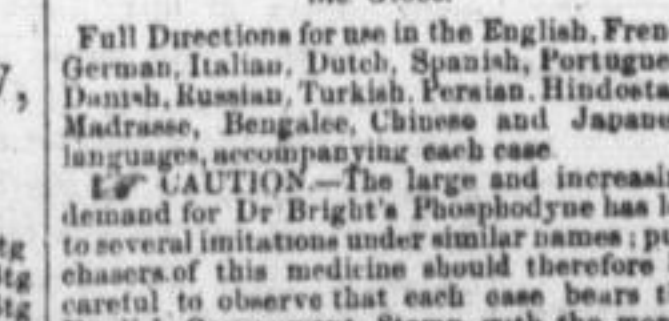 Full Directions for use in the English, Fren
German, Italian, Dutch, Spanish, Portugue
Danish, Russian, Turkish, Persian, Hindosta
Madrasse, Bengalee, Chinese and Japane
languages, accompanying each case
☞ CAUTION.—The large and increasi
demand for Dr Bright's Phosphodyne has l
to several imitations under similar names ; pu
chasers.of this medicine should therefore
careful to observe that each case bears t
tg
tg
tg